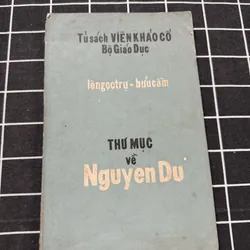 Tủ sách VIỆN KHẢO CỔ
Bộ Giáo Dục
lêngọctrụ - bửucầm
THƯ MỤC
về
Nguyễn Du